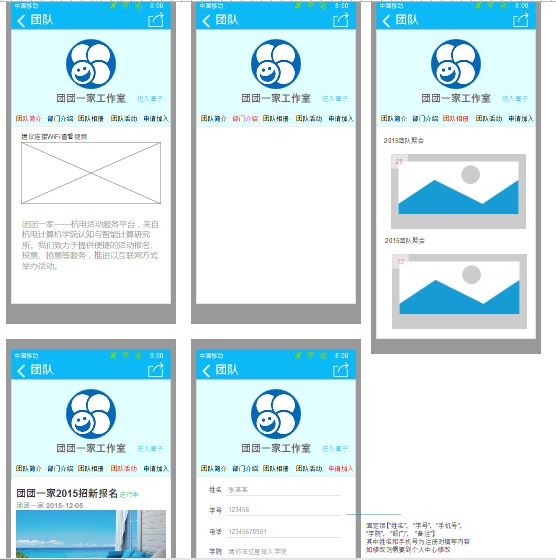 中国移动 8:00
团队
团团一家工作室 进入盒子
团队简介 部门介绍 团队相册 团队活动 申请加入
建议连接WiFi查看视频
团团一家——杭电活动服务平台，来自
杭电计算机学院认知与智能计算研究
所。我们致力于提供便捷的活动报名、
投票、抢票等服务，推进以互联网方式
举办活动。
中国移动 8:00
团队
团团一家工作室 进入盒子
团队简介 部门介绍 团队相册 团队活动 申请加入
中国移动 8:00
团队
团团一家工作室 进入盒子
团队简介 部门介绍 团队相册 团队活动 申请加入
2015团队聚会
25
2015团队聚会
12
中国移动 8:00
团队
团团一家工作室 进入盒子
团队简介 部门介绍 团队相册 团队活动 申请加入
团团一家2015招新报名 进行中
团团一家 2015-12-05
中国移动 8:00
团队
团团一家工作室 进入盒子
团队简介 部门介绍 团队相册 团队活动 申请加入
姓名 张某某
学号 123456
电话 12345678901
学院 请你在这里输入学院
固定项【"姓名"，"学号"，"手机号"，
"学院"，"部门"，"备注"】
其中姓名和手机号为注册时填写内容
如修改则需要到个人中心修改